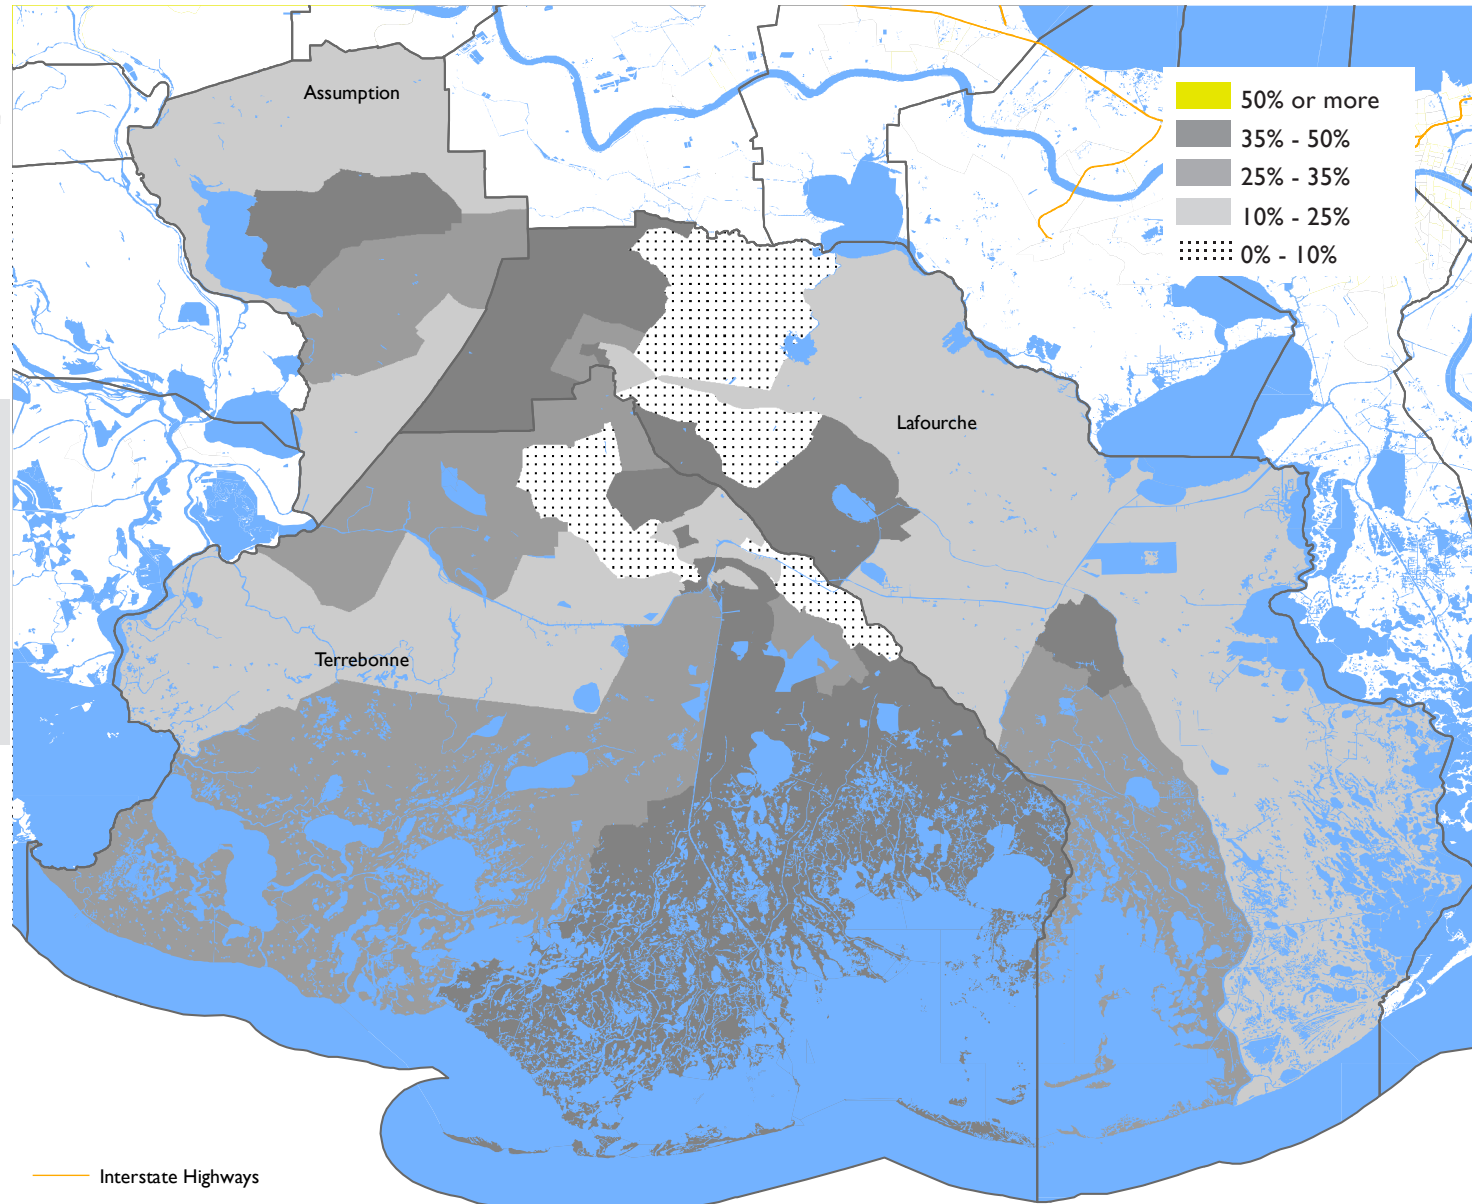 Assumption
50% or more
35% - 50%
25% - 35%
10% - 25%
0% - 10%
Lafourche
Terrebonne
Interstate Highways